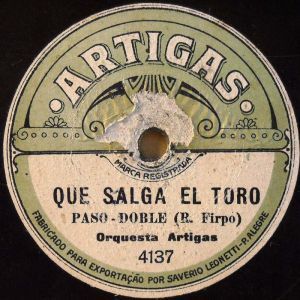 ·ARTIGAS·
MARCA REGISTRADA
QUE SALGA EL TORO
PASO-DOBLE (R. Firpo)
Orquesta Artigas
4137
FABRICADO PARA EXPORTAÇÃO POR SAVERIO LEONETTI-P. ALEGRE